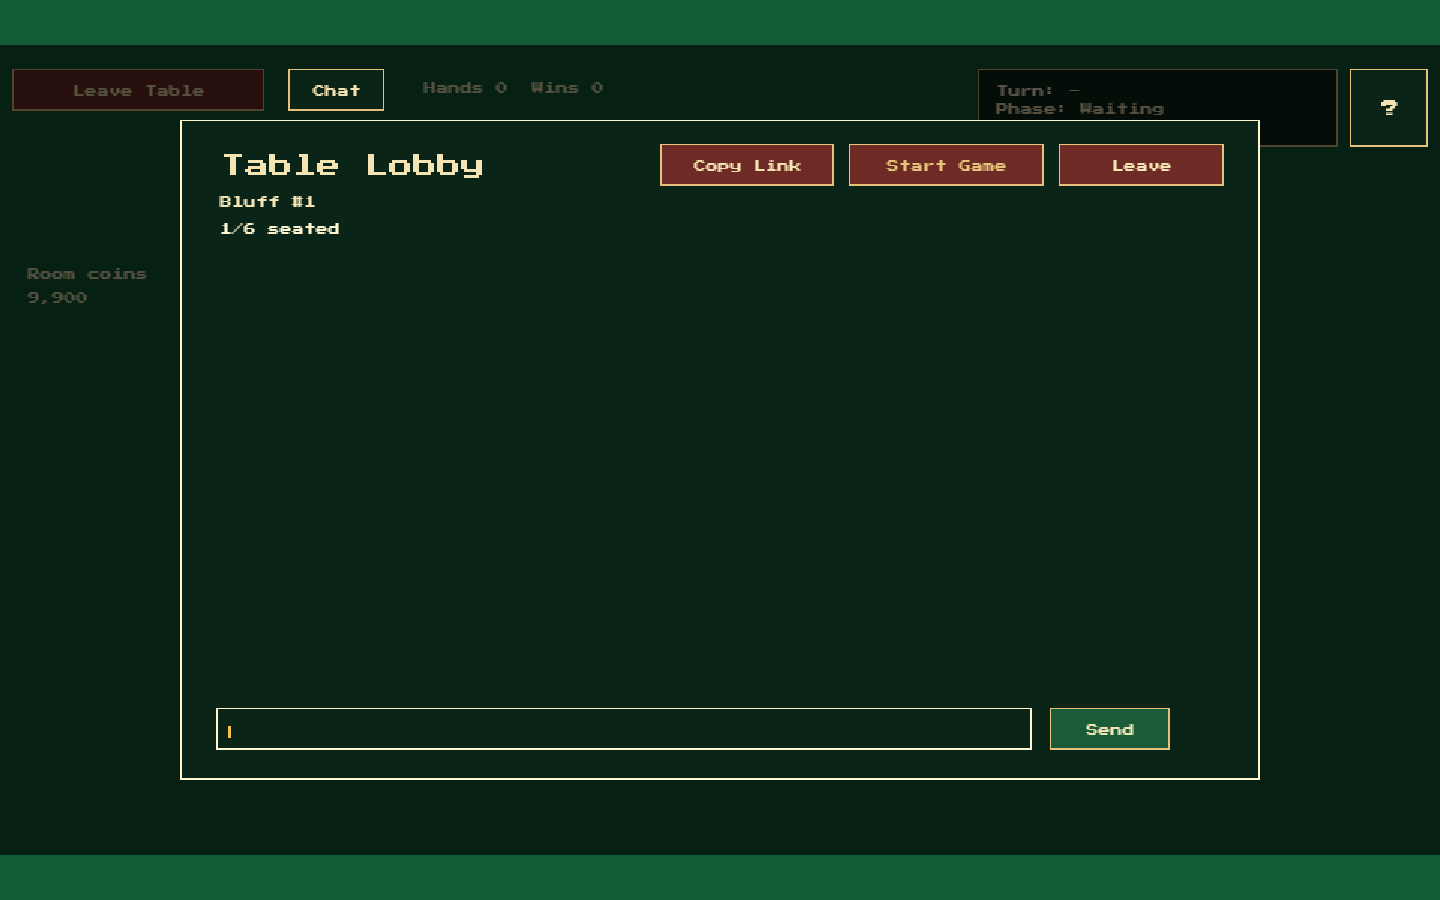 Leave Table
Chat
Hands 0 Wins 0
Turn: -
Phase: Waiting
?
Table Lobby
Copy Link
Start Game
Leave
Bluff #1
1/6 seated
Room coins
9,900
Send